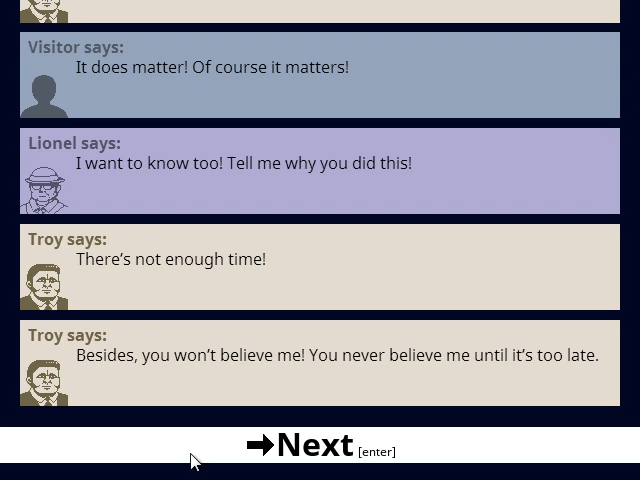 Visitor says:
It does matter! Of course it matters!
Lionel says:
I want to know too! Tell me why you did this!
Troy says:
There’s not enough time!
Troy says:
Besides, you won’t believe me! You never believe me until it’s too late.
➡Next [enter]